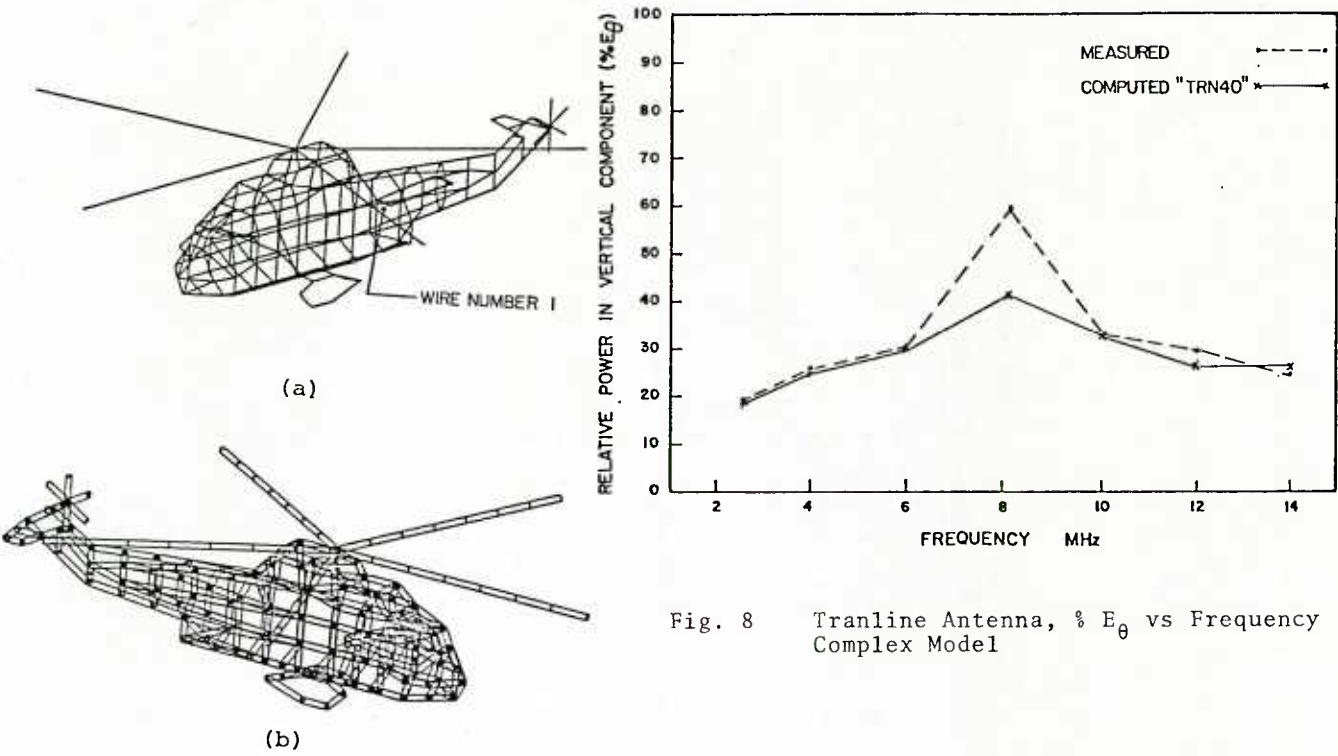 WIRE NUMBER 1
(a)
(b)
RELATIVE POWER IN VERTICAL COMPONENT (%Eθ)
100
90
80
70
60
50
40
30
20
10
0
MEASURED
COMPUTED "TRN40"
2 4 6 8 10 12 14
FREQUENCY MHz
Fig. 8 Tranline Antenna, % Eθ vs Frequency
Complex Model